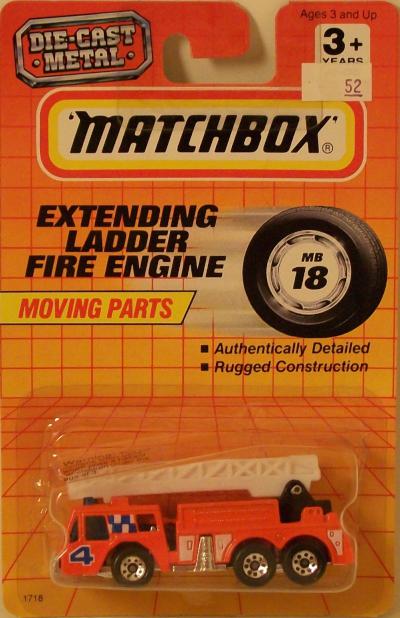 DIE-CAST
METAL
Ages 3 and Up
3+
YEARS
52
'MATCHBOX'®
EXTENDING
LADDER
FIRE ENGINE
MB
18
MOVING PARTS
■ Authentically Detailed
■ Rugged Construction
4
1718